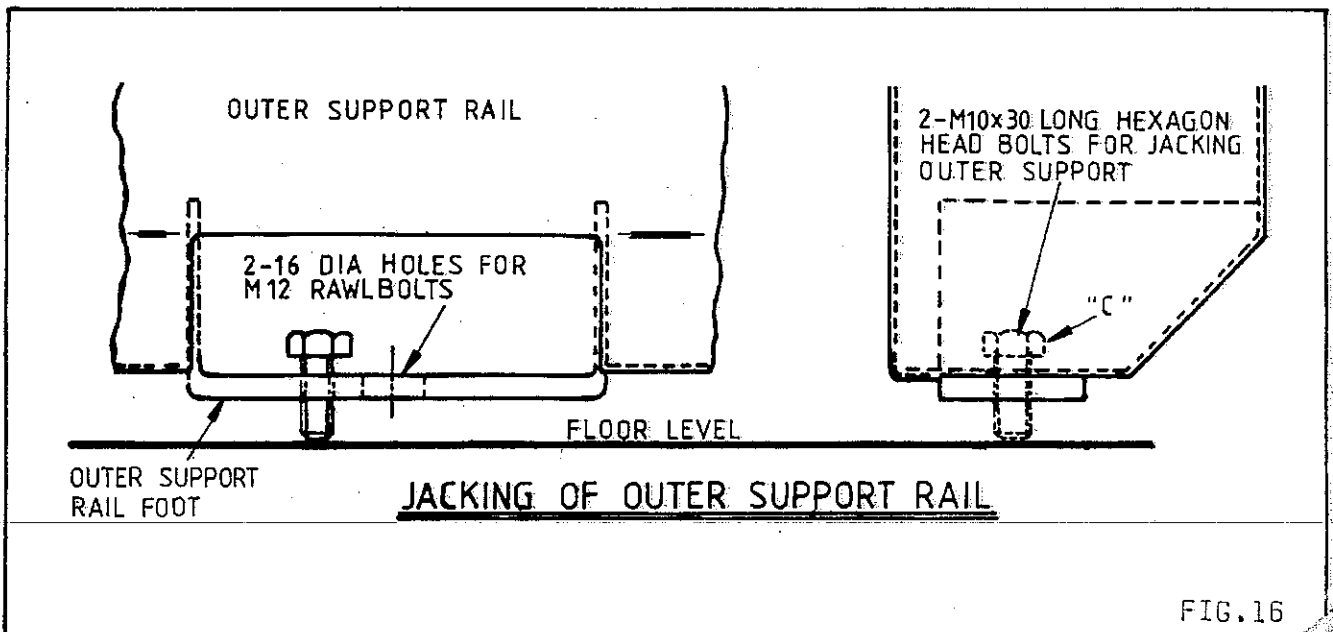 OUTER SUPPORT RAIL
2-M10x30 LONG HEXAGON
HEAD BOLTS FOR JACKING
OUTER SUPPORT
2-16 DIA HOLES FOR
M12 RAWLBOLTS
"C"
FLOOR LEVEL
OUTER SUPPORT
RAIL FOOT
JACKING OF OUTER SUPPORT RAIL
FIG.16